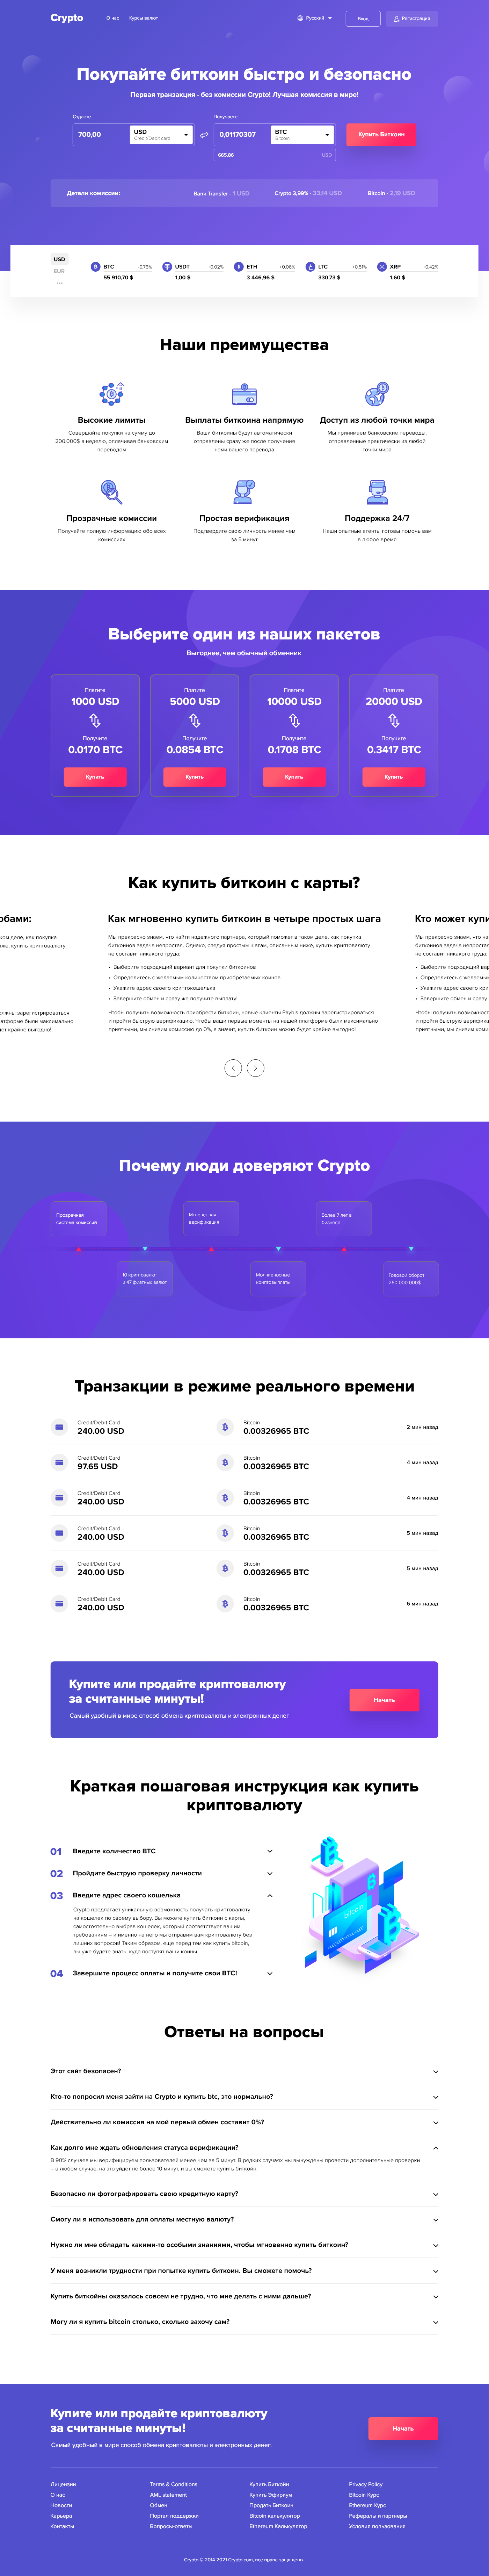 Crypto
О нас
Курсы валют
Русский
Вход
Регистрация
Покупайте биткоин быстро и безопасно
Первая транзакция - без комиссии Crypto! Лучшая комиссия в мире!
Отдаете
Получаете
700,00
USD
Credit/Debit card
0,01170307
BTC
Bitcoin
Купить Биткоин
665,86
USD
Детали комиссии:
Bank Transfer - 1 USD
Crypto 3,99% - 33,14 USD
Bitcoin - 2,19 USD
USD
EUR
...
BTC
55 910,70 $
USDT
+0.02%
1,00 $
ETH
+0.06%
3 446,96 $
LTC
+0.51%
330,73 $
XRP
+0.42%
1,60 $
Наши преимущества
Высокие лимиты
Совершайте покупки на сумму до
200,000$ в неделю, оплачивая банковским
переводом
Выплаты биткоина напрямую
Ваши биткоины будут автоматически
отправлены сразу же после получения
нами вашего перевода
Доступ из любой точки мира
Мы принимаем банковские переводы,
отправленные практически из любой
точки мира
Прозрачные комиссии
Получайте полную информацию обо всех
комиссиях
Простая верификация
Подтвердите свою личность менее чем
за 5 минут
Поддержка 24/7
Наши опытные агенты готовы помочь вам
в любое время
Выберите один из наших пакетов
Выгоднее, чем обычный обменник
Платите
1000 USD
Получите
0.0170 BTC
Купить
Платите
5000 USD
Получите
0.0854 BTC
Купить
Платите
10000 USD
Получите
0.1708 BTC
Купить
Платите
20000 USD
Получите
0.3417 BTC
Купить
Как купить биткоин с карты?
обами:
ком деле, как покупка
же, купить криптовалюту
должны зарегистрироваться
атформе были максимально
дет крайне выгодно!
Как мгновенно купить биткоин в четыре простых шага
Мы прекрасно знаем, что найти надежного партнера, который поможет в таком деле, как покупка
биткоинов задача непростая. Однако, следуя простым шагам, описанным ниже, купить криптовалюту
не составит никакого труда:
• Выберите подходящий вариант для покупки биткоинов
• Определитесь с желаемым количеством приобретаемых коинов
• Укажите адрес своего криптокошелька
• Завершите обмен и сразу же получите выплату!
Чтобы получить возможность приобрести биткоин, новые клиенты Paybis должны зарегистрироваться
и пройти быструю верификацию. Чтобы ваши первые моменты на нашей платформе были максимально
приятными, мы снизим комиссию до 0%, а значит, купить биткоин можно будет крайне выгодно!
Кто может купи
Мы прекрасно знаем, что на
биткоинов задача непростая
не составит никакого труда:
• Выберите подходящий вар
• Определитесь с желаемы
• Укажите адрес своего кри
• Завершите обмен и сразу
Чтобы получить возможност
и пройти быструю верифика
приятными, мы снизим коми
Почему люди доверяют Crypto
Прозрачная
система комиссий
Мгновенная
верификация
более 7 лет в
бизнесе
10 криптовалют
и 47 фиатных валют
Молниеносные
криптовыплаты
Годовой оборот
250 000 000$
Транзакции в режиме реального времени
Credit/Debit Card
240.00 USD
Bitcoin
0.00326965 BTC
2 мин назад
Credit/Debit Card
97.65 USD
Bitcoin
0.00326965 BTC
4 мин назад
Credit/Debit Card
240.00 USD
Bitcoin
0.00326965 BTC
4 мин назад
Credit/Debit Card
240.00 USD
Bitcoin
0.00326965 BTC
5 мин назад
Credit/Debit Card
240.00 USD
Bitcoin
0.00326965 BTC
5 мин назад
Credit/Debit Card
240.00 USD
Bitcoin
0.00326965 BTC
6 мин назад
Купите или продайте криптовалюту
за считанные минуты!
Самый удобный в мире способ обмена криптовалюты и электронных денег
Начать
Краткая пошаговая инструкция как купить
криптовалюту
01 Введите количество BTC
02 Пройдите быструю проверку личности
03 Введите адрес своего кошелька
Crypto предлагает уникальную возможность получать криптовалюту
на кошелек по своему выбору. Вы можете купить биткоин с карты,
самостоятельно выбрав кошелек, который соответствует вашим
требованиям – и именно на него мы отправим вам криптовалюту без
лишних вопросов! Таким образом, еще перед тем как купить bitcoin,
вы уже будете знать, куда поступят ваши коины.
04 Завершите процесс оплаты и получите свои BTC!
bitcoin
Ответы на вопросы
Этот сайт безопасен?
Кто-то попросил меня зайти на Crypto и купить btc, это нормально?
Действительно ли комиссия на мой первый обмен составит 0%?
Как долго мне ждать обновления статуса верификации?
В 90% случаев мы верифицируем пользователей менее чем за 5 минут. В редких случаях мы вынуждены провести дополнительные проверки
– в любом случае, на это уйдет не более 10 минут, и вы сможете купить биткойн.
Безопасно ли фотографировать свою кредитную карту?
Смогу ли я использовать для оплаты местную валюту?
Нужно ли мне обладать какими-то особыми знаниями, чтобы мгновенно купить биткоин?
У меня возникли трудности при попытке купить биткоин. Вы сможете помочь?
Купить биткойны оказалось совсем не трудно, что мне делать с ними дальше?
Могу ли я купить bitcoin столько, сколько захочу сам?
Купите или продайте криптовалюту
за считанные минуты!
Самый удобный в мире способ обмена криптовалюты и электронных денег.
Начать
Лицензии
О нас
Новости
Карьера
Контакты
Terms & Conditions
AML statement
Обмен
Портал поддержки
Вопросы-ответы
Купить Биткойн
Купить Эфириум
Продать Биткоин
Bitcoin калькулятор
Ethereum Калькулятор
Privacy Policy
Bitcoin Курс
Ethereum Курс
Рефералы и партнеры
Условия пользования
Crypto © 2014-2021 Crypto.com, все права защищены.